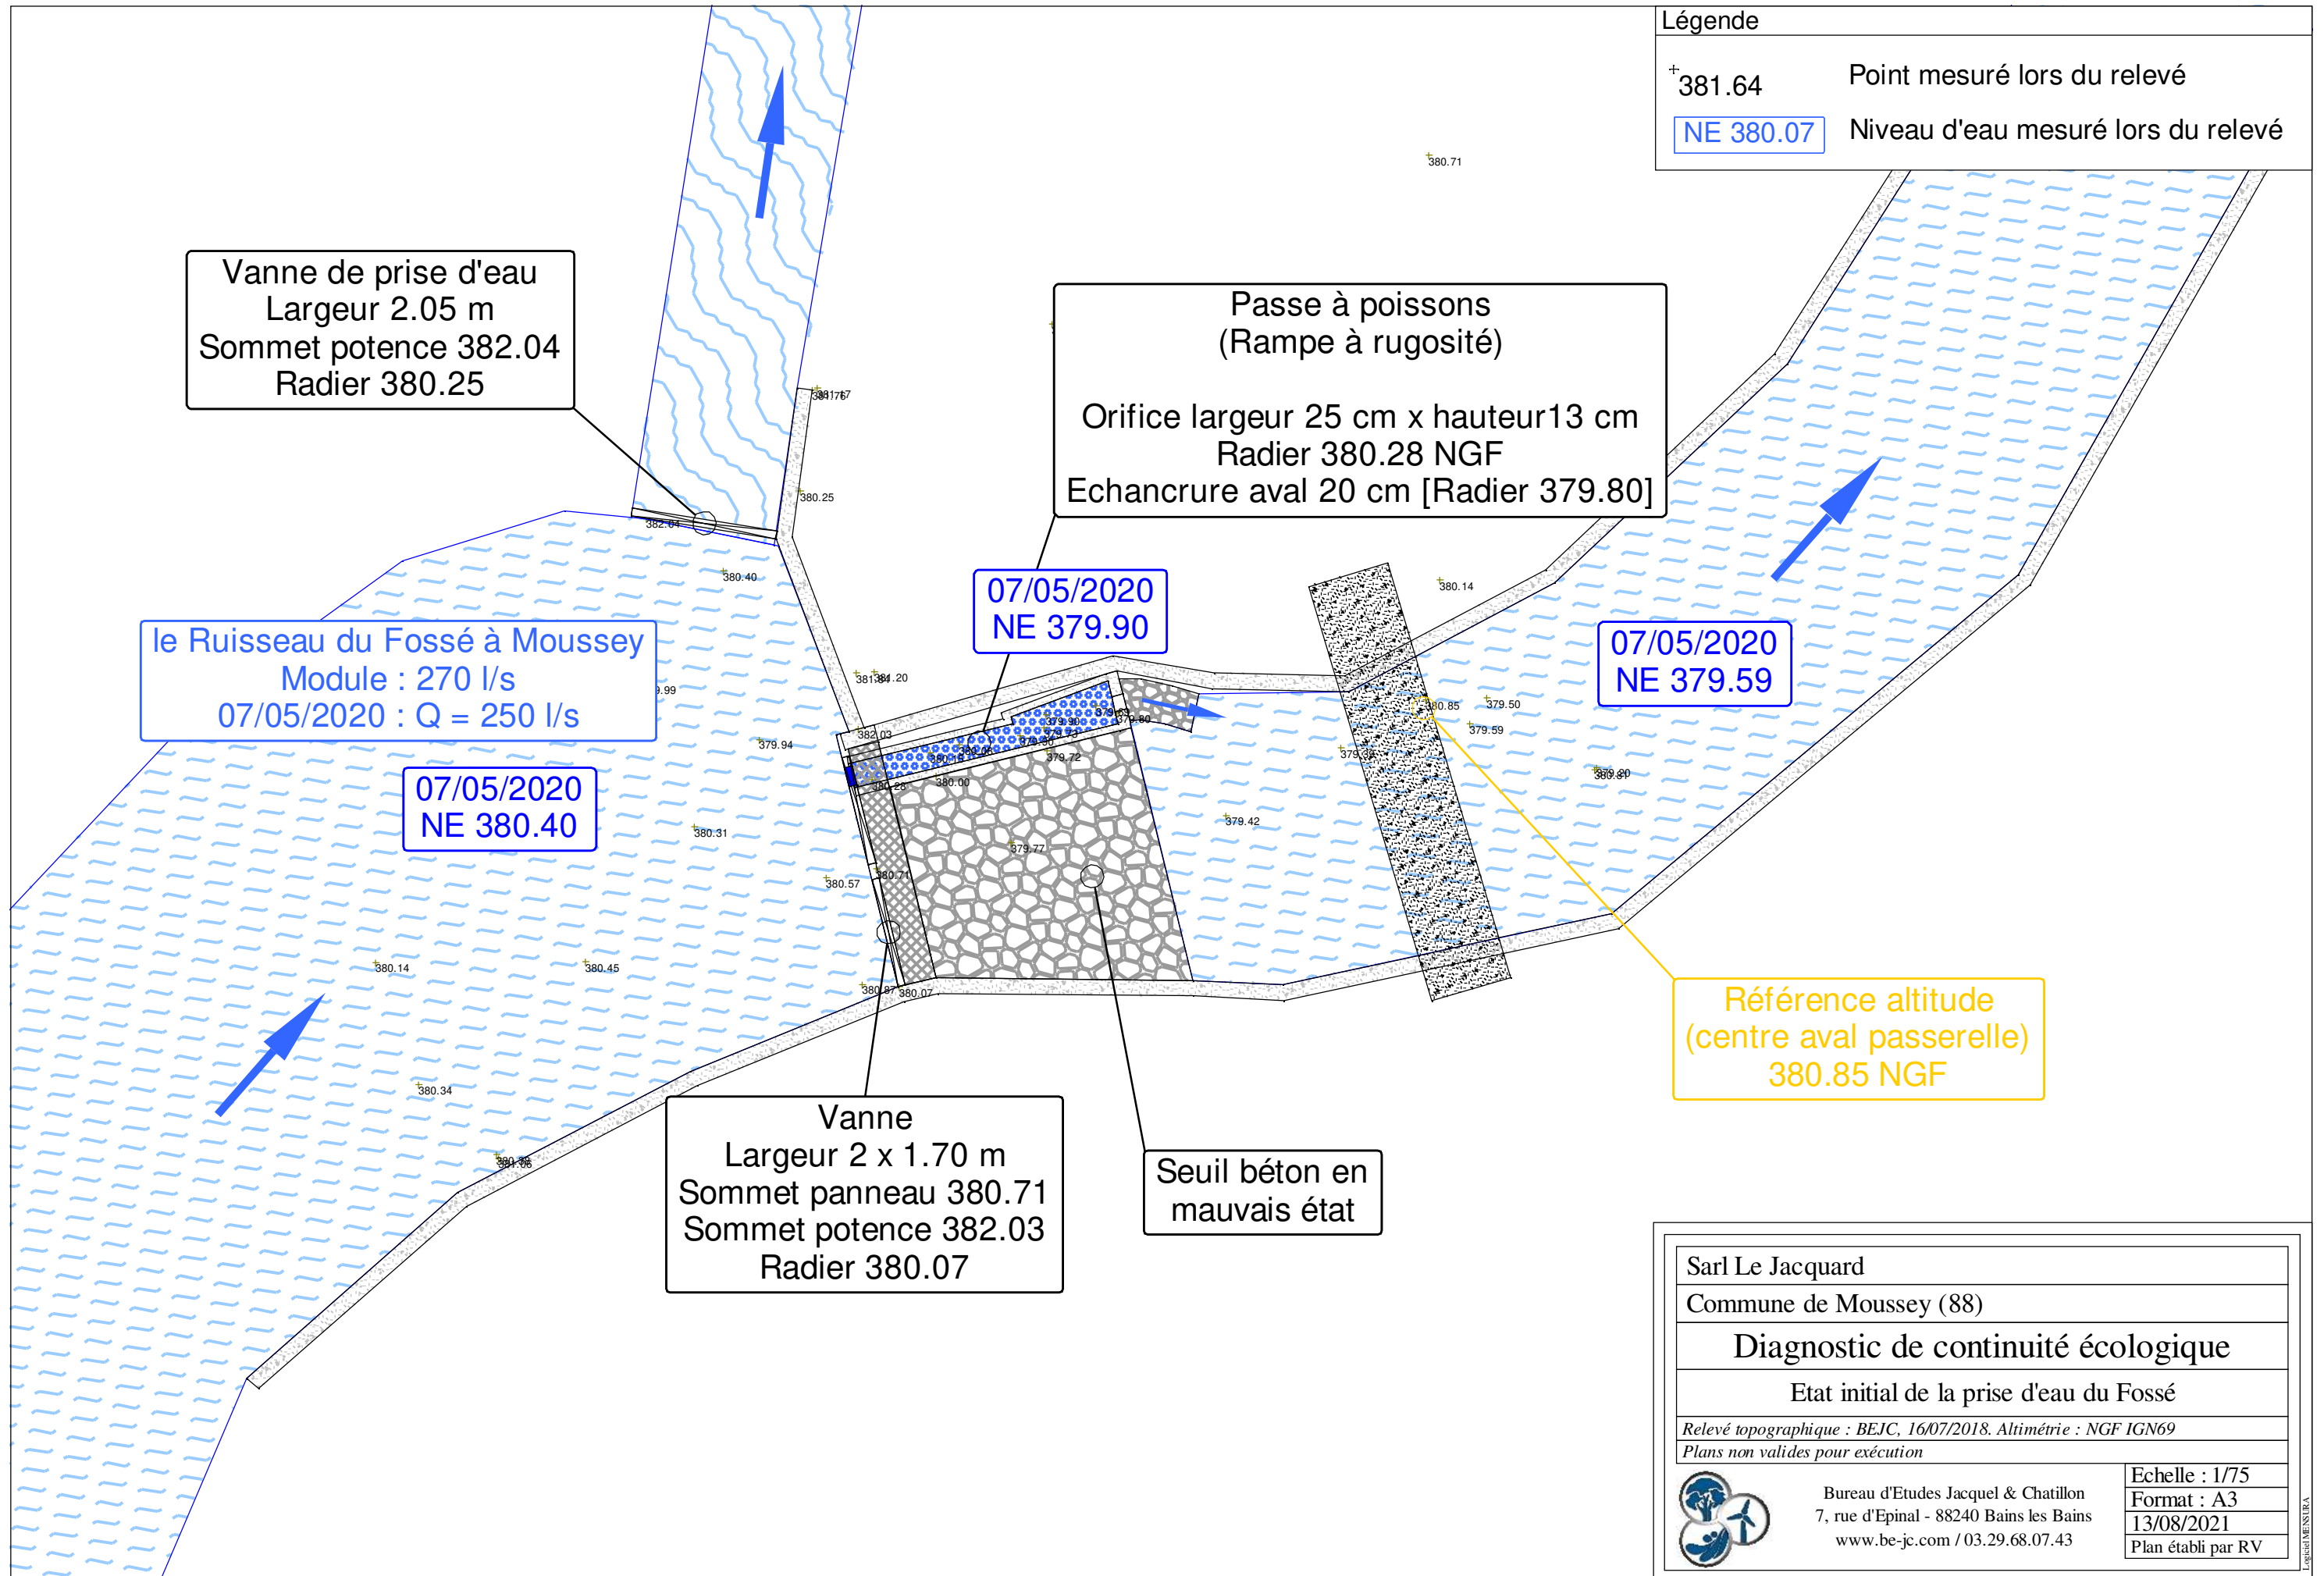 Légende
381.64 Point mesuré lors du relevé
NE 380.07 Niveau d'eau mesuré lors du relevé
380.71
Vanne de prise d'eau
Largeur 2.05 m
Sommet potence 382.04
Radier 380.25
Passe à poissons
(Rampe à rugosité)
Orifice largeur 25 cm x hauteur13 cm
Radier 380.28 NGF
Echancrure aval 20 cm [Radier 379.80]
380.25
382.04
380.40
380.14
07/05/2020
NE 379.90
le Ruisseau du Fossé à Moussey
Module : 270 l/s
07/05/2020 : Q = 250 l/s
07/05/2020
NE 379.59
381.20
382.03
379.94
379.80
380.85
379.50
379.59
379.72
07/05/2020
NE 380.40
380.28
380.00
380.31
379.42
379.77
380.57
380.71
380.14
380.45
380.87
380.07
380.34
Référence altitude
(centre aval passerelle)
380.85 NGF
Vanne
Largeur 2 x 1.70 m
Sommet panneau 380.71
Sommet potence 382.03
Radier 380.07
Seuil béton en
mauvais état
Sarl Le Jacquard
Commune de Moussey (88)
Diagnostic de continuité écologique
Etat initial de la prise d'eau du Fossé
Relevé topographique : BEJC, 16/07/2018. Altimétrie : NGF IGN69
Plans non valides pour exécution
Bureau d'Etudes Jacquel & Chatillon
7, rue d'Epinal - 88240 Bains les Bains
www.be-jc.com / 03.29.68.07.43
Echelle : 1/75
Format : A3
13/08/2021
Plan établi par RV
Logiciel MENSURA